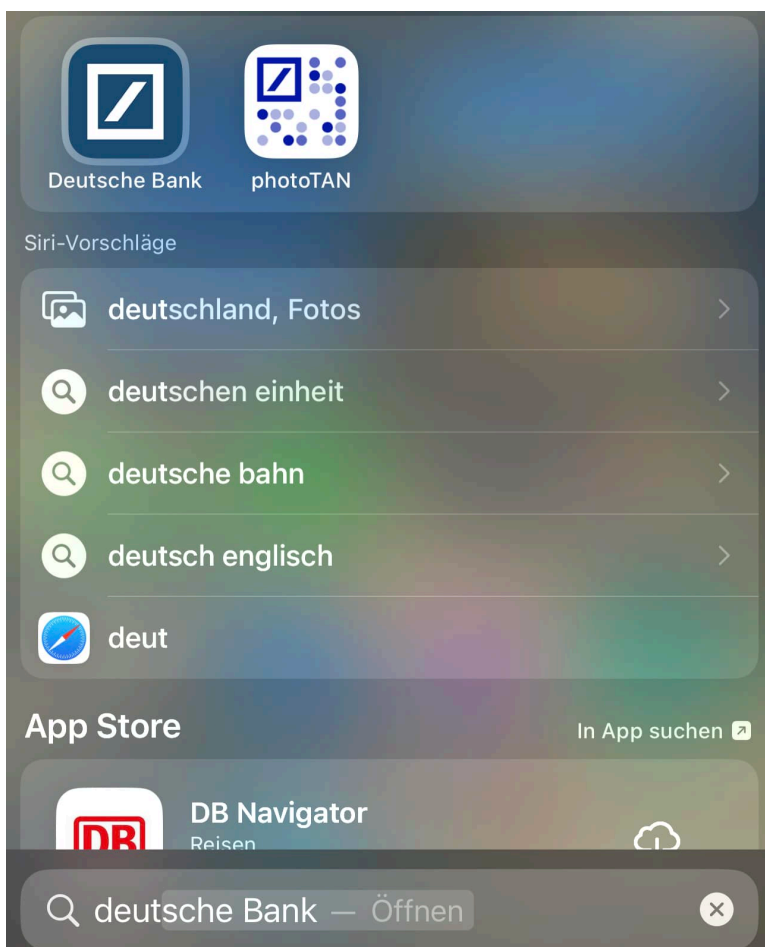 Deutsche Bank photoTAN
Siri-Vorschläge
deutschland, Fotos
deutschen einheit
deutsche bahn
deutsch englisch
deut
App Store In App suchen
DB Navigator
DB
Reisen
deutsche Bank — Öffnen